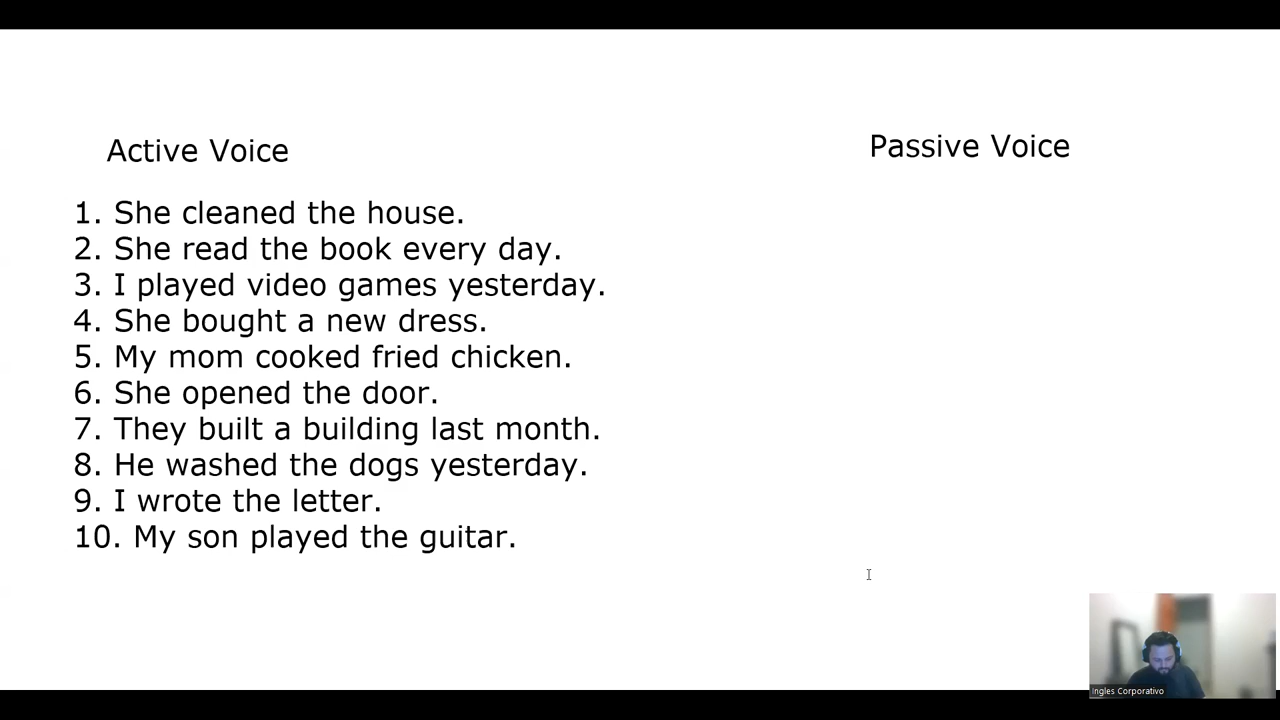 Active Voice
Passive Voice
1. She cleaned the house.
2. She read the book every day.
3. I played video games yesterday.
4. She bought a new dress.
5. My mom cooked fried chicken.
6. She opened the door.
7. They built a building last month.
8. He washed the dogs yesterday.
9. I wrote the letter.
10. My son played the guitar.
Ingles Corporativo